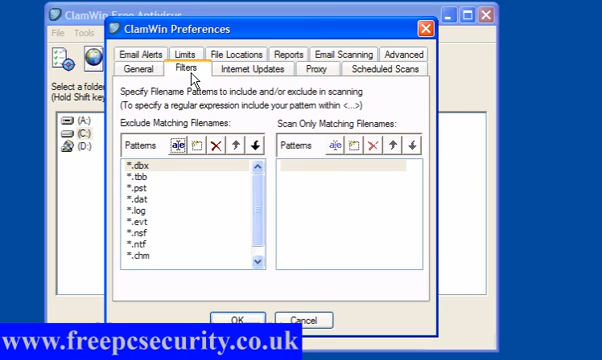 ClamWin Free Antivirus
File
ClamWin Preferences
Email Alerts Limits File Locations Reports Email Scanning Advanced
General Filters Internet Updates Proxy Scheduled Scans
Select a folde
(Hold Shift key
Specify Filename Patterns to include and/or exclude in scanning
(To specify a regular expression include your pattern within <...>)
Exclude Matching Filenames: Scan Only Matching Filenames:
Patterns Patterns
(A:)
(C:)
(D:)
*.dbx
*.tbb
*.pst
*.dat
*.log
*.evt
*.nsf
*.ntf
*.chm
OK Cancel
www.freepcsecurity.co.uk